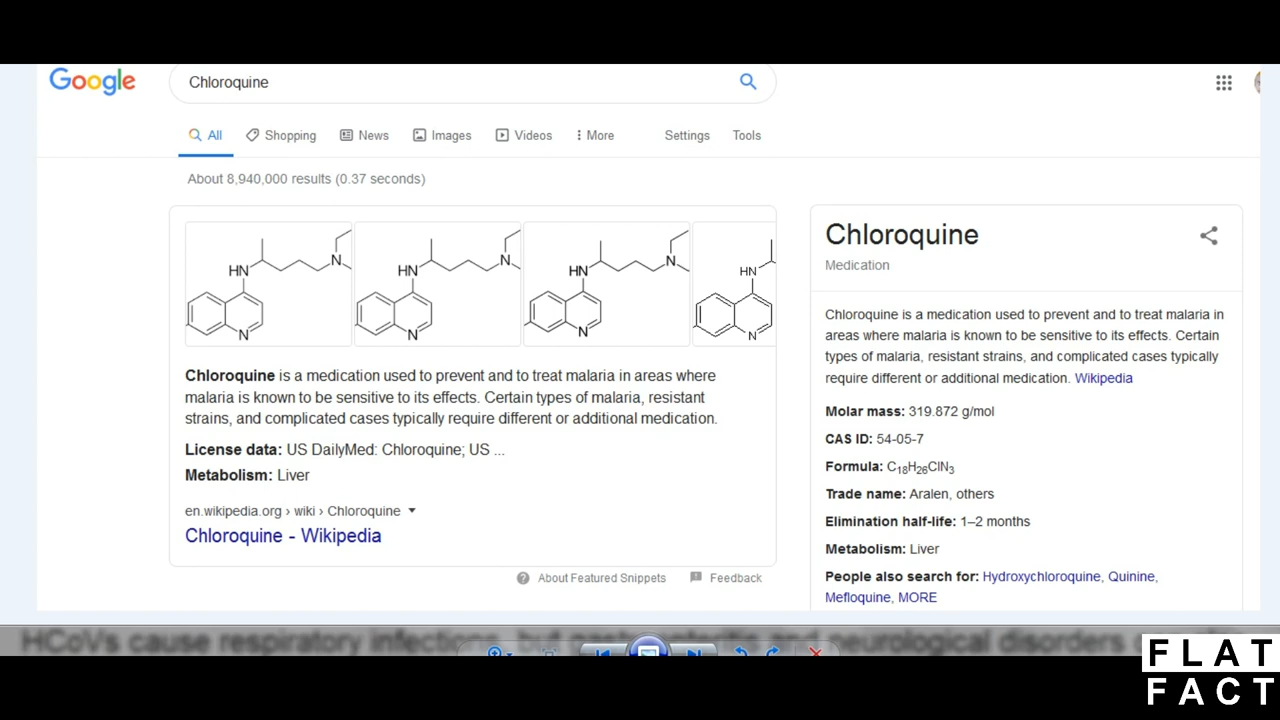 Google
Chloroquine
All Shopping News Images Videos More Settings Tools
About 8,940,000 results (0.37 seconds)
HN
N
N
HN
N
N
HN
N
N
HN
N
Chloroquine is a medication used to prevent and to treat malaria in areas where
malaria is known to be sensitive to its effects. Certain types of malaria, resistant
strains, and complicated cases typically require different or additional medication.
License data: US DailyMed: Chloroquine; US ...
Metabolism: Liver
en.wikipedia.org › wiki › Chloroquine
Chloroquine - Wikipedia
About Featured Snippets Feedback
Chloroquine
Medication
Chloroquine is a medication used to prevent and to treat malaria in
areas where malaria is known to be sensitive to its effects. Certain
types of malaria, resistant strains, and complicated cases typically
require different or additional medication. Wikipedia
Molar mass: 319.872 g/mol
CAS ID: 54-05-7
Formula: C18H26ClN3
Trade name: Aralen, others
Elimination half-life: 1–2 months
Metabolism: Liver
People also search for: Hydroxychloroquine, Quinine,
Mefloquine, MORE
HCoVs cause respiratory infections, but and neurological disorders
FLAT
FACT